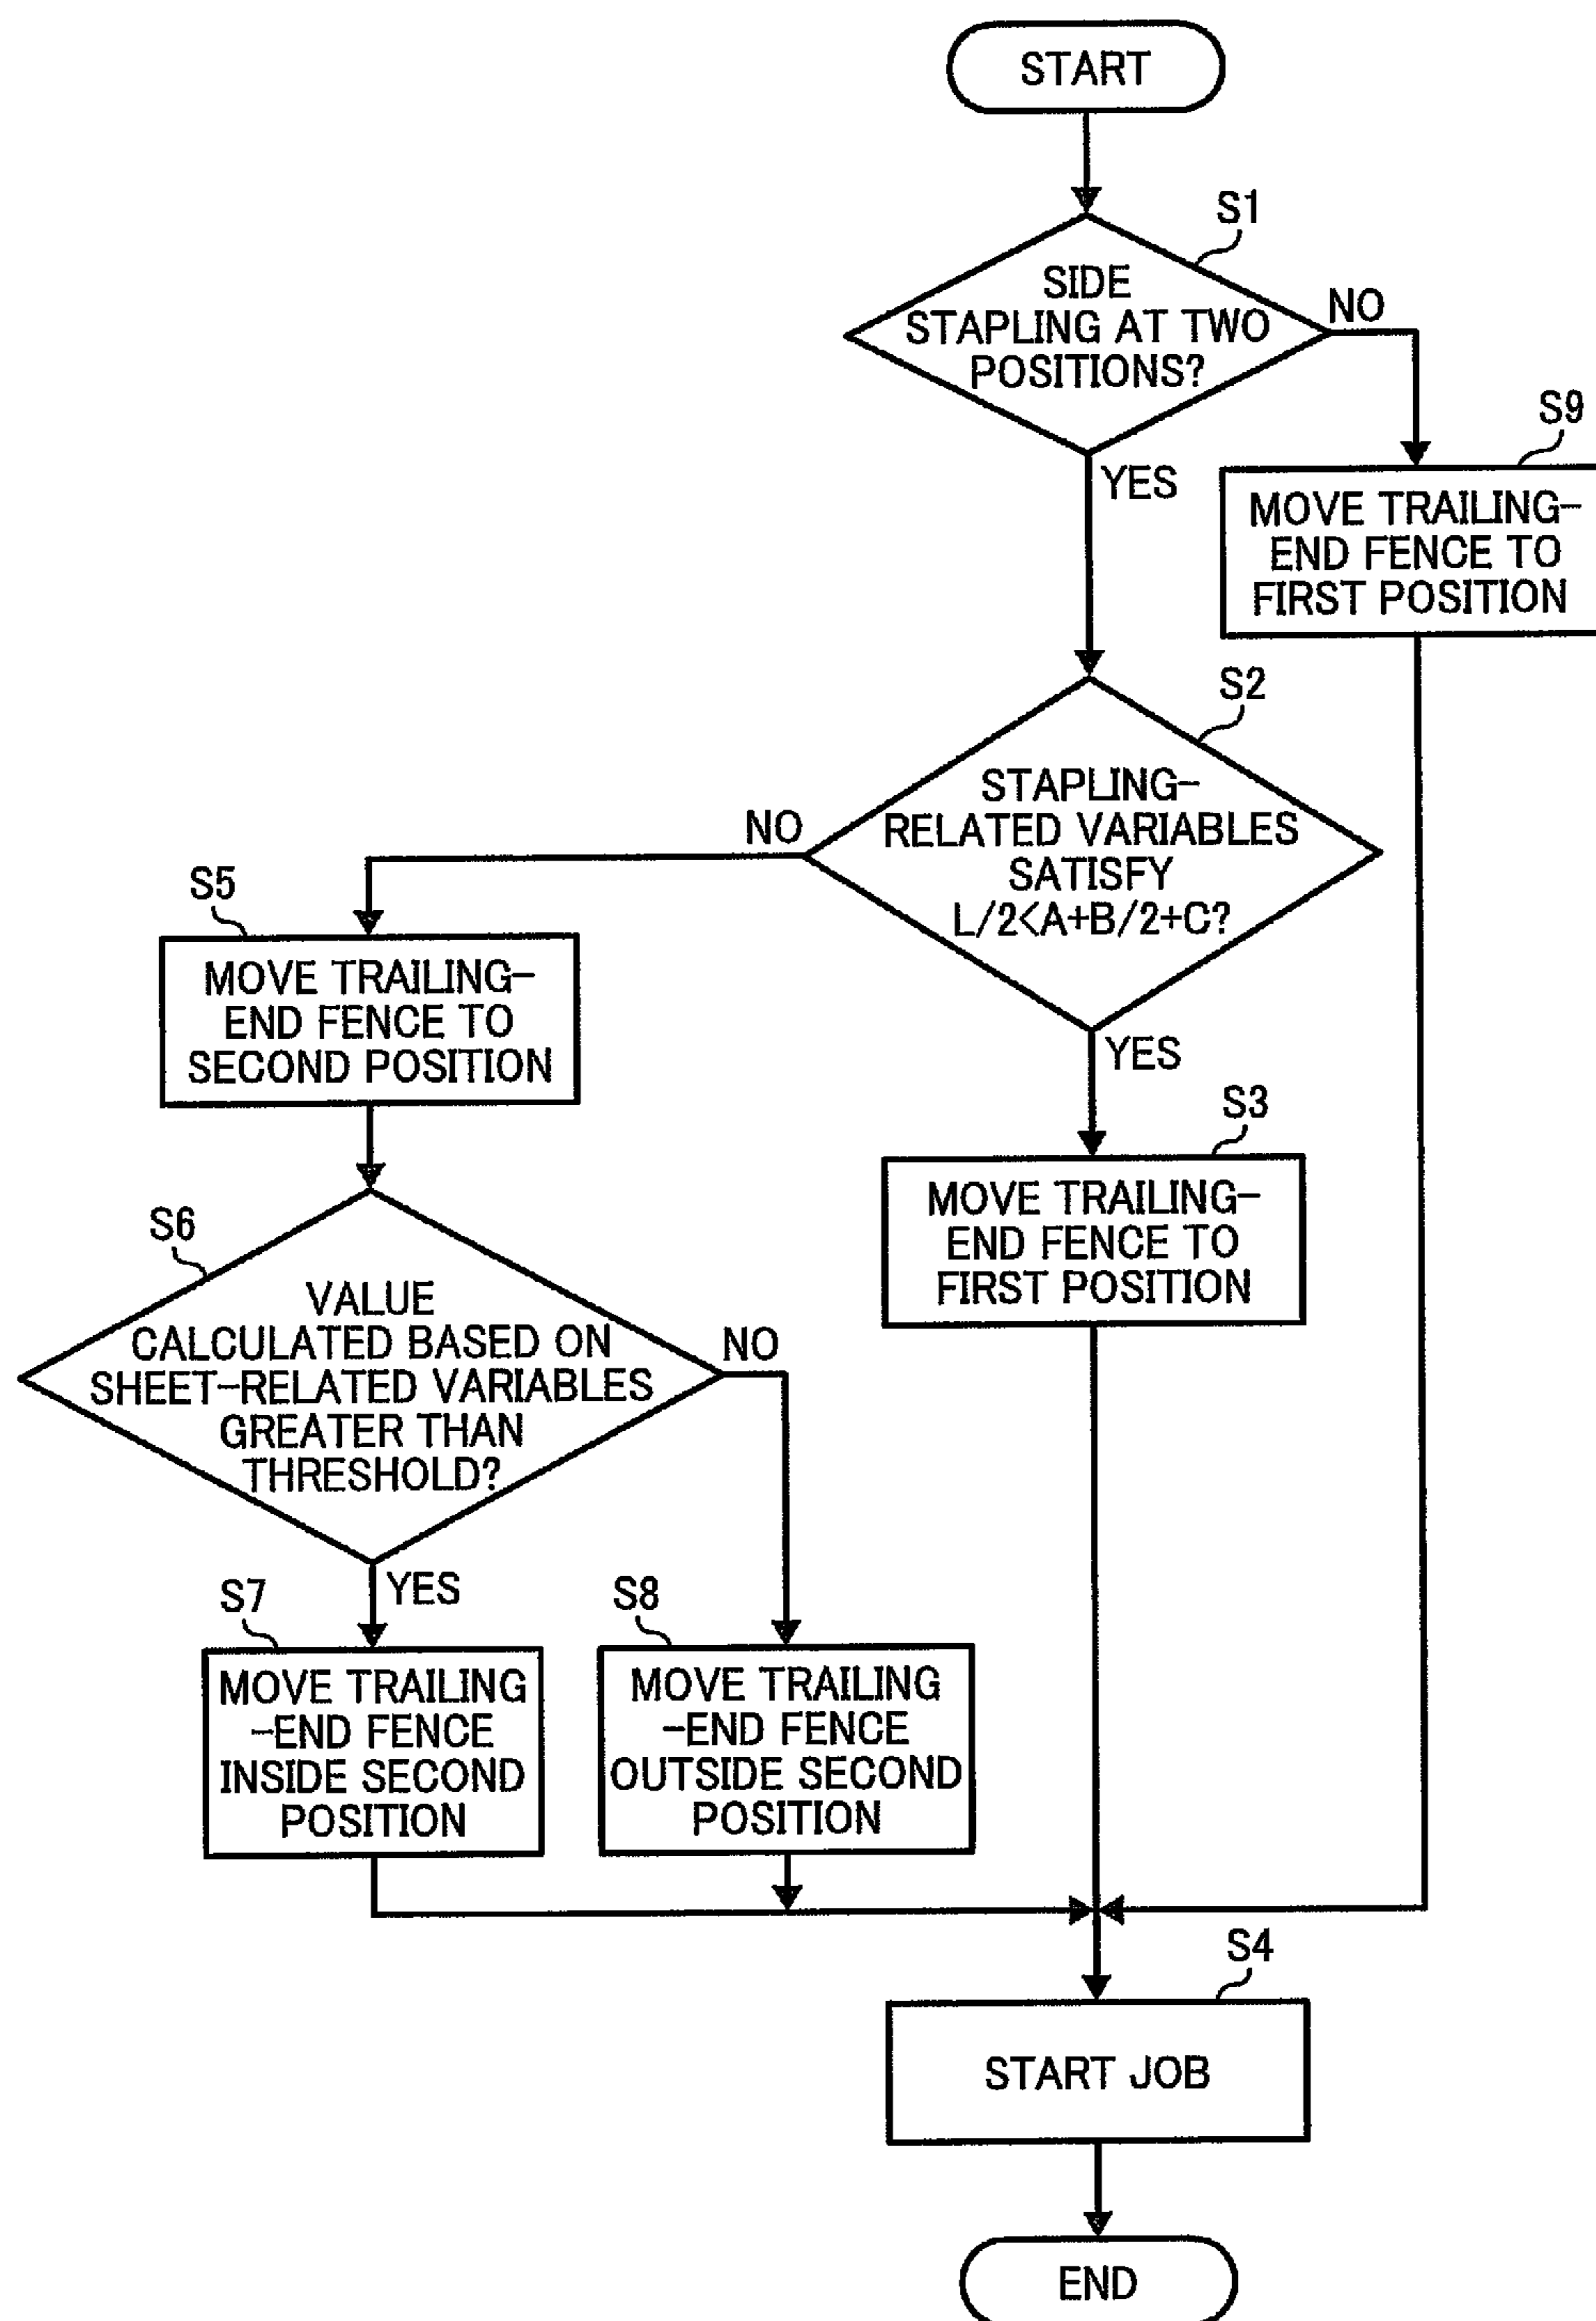 START
S1
SIDE
STAPLING AT TWO
POSITIONS?
NO
YES
S9
MOVE TRAILING-
END FENCE TO
FIRST POSITION
S2
STAPLING-
RELATED VARIABLES
SATISFY
L/2<A+B/2+C?
NO
YES
S5
MOVE TRAILING-
END FENCE TO
SECOND POSITION
S3
MOVE TRAILING-
END FENCE TO
FIRST POSITION
S6
VALUE
CALCULATED BASED ON
SHEET-RELATED VARIABLES
GREATER THAN
THRESHOLD?
NO
YES
S7
MOVE TRAILING
-END FENCE
INSIDE SECOND
POSITION
S8
MOVE TRAILING
-END FENCE
OUTSIDE SECOND
POSITION
S4
START JOB
END